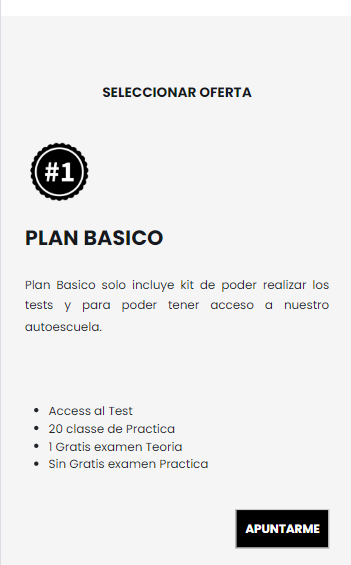 SELECCIONAR OFERTA
#1
PLAN BASICO
Plan Basico solo incluye kit de poder realizar los
tests y para poder tener acceso a nuestro
autoescuela.
Access al Test
20 classe de Practica
1 Gratis examen Teoria
Sin Gratis examen Practica
APUNTARME